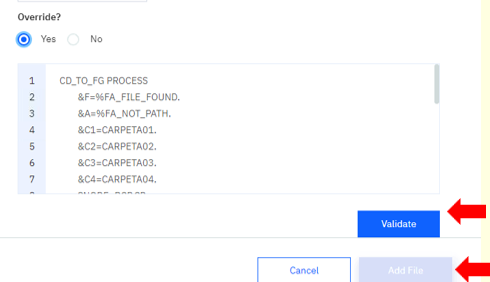 Override?
Yes No
1 CD_TO_FG PROCESS
2 &F=%FA_FILE_FOUND.
3 &A=%FA_NOT_PATH.
4 &C1=CARPETA01.
5 &C2=CARPETA02.
6 &C3=CARPETA03.
7 &C4=CARPETA04.
Validate
Cancel Add File